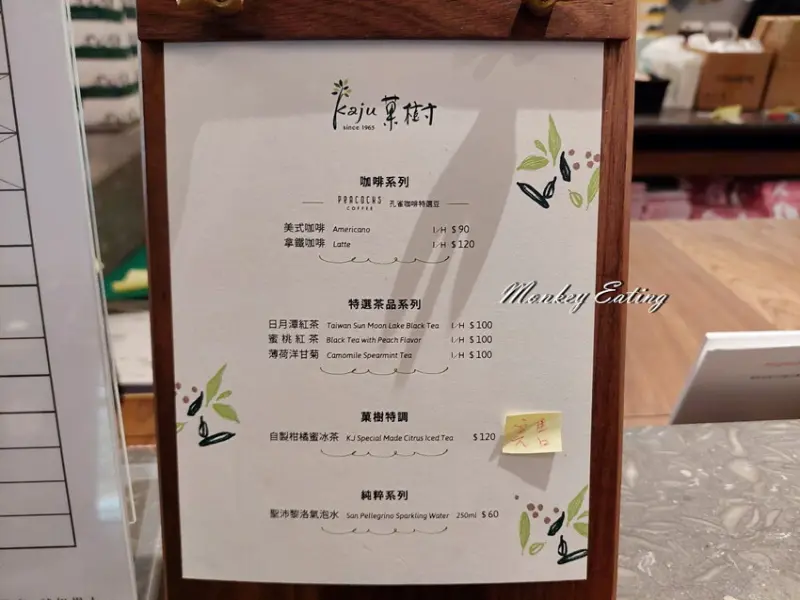 Kaju 菓樹
since 1965
咖啡系列
PEACOCKS COFFEE 孔雀咖啡特選豆
美式咖啡 Americano I/H $90
拿鐵咖啡 Latte I/H $120
特選茶品系列
日月潭紅茶 Taiwan Sun Moon Lake Black Tea I/H $100
蜜桃紅茶 Black Tea with Peach Flavor I/H $100
薄荷洋甘菊 Camomile Spearmint Tea I/H $100
菓樹特調
自製柑橘蜜冰茶 KJ Special Made Citrus Iced Tea $120
完售
純粹系列
聖沛黎洛氣泡水 San Pellegrino Sparkling Water 250ml $60
Monkey Eating